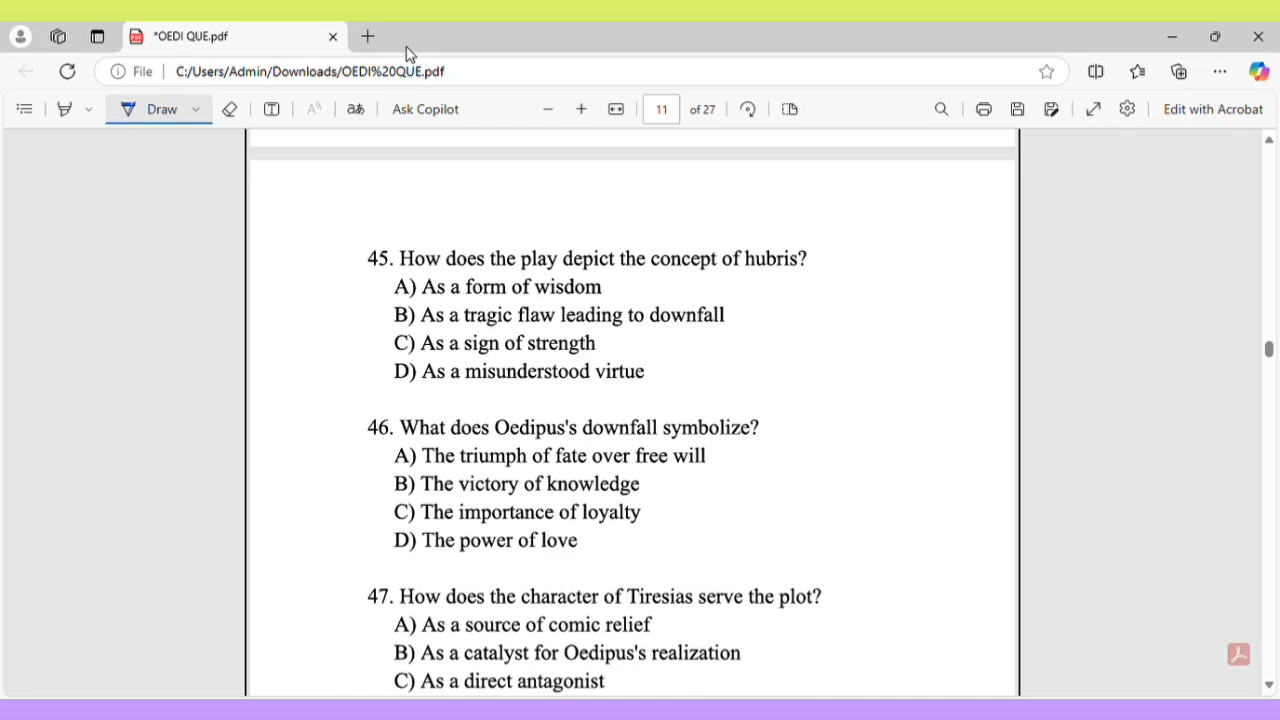 *OEDI QUE.pdf
File
C:/Users/Admin/Downloads/OEDI%20QUE.pdf
Draw
aあ
Ask Copilot
11 of 27
Edit with Acrobat
45. How does the play depict the concept of hubris?
A) As a form of wisdom
B) As a tragic flaw leading to downfall
C) As a sign of strength
D) As a misunderstood virtue
46. What does Oedipus's downfall symbolize?
A) The triumph of fate over free will
B) The victory of knowledge
C) The importance of loyalty
D) The power of love
47. How does the character of Tiresias serve the plot?
A) As a source of comic relief
B) As a catalyst for Oedipus's realization
C) As a direct antagonist